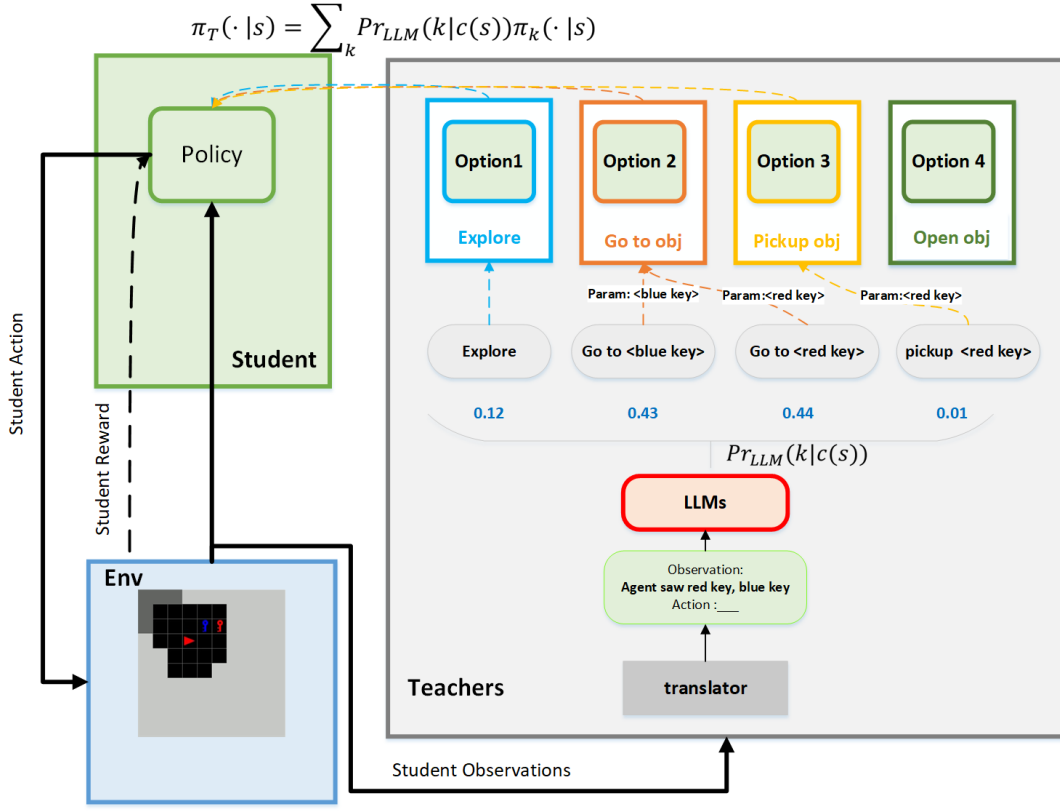 π_T(· |s) = ∑_k Pr_LLM(k|c(s))π_k(· |s)
Policy
Student
Student Action
Student Reward
Env
Option1
Option 2
Option 3
Option 4
Explore
Go to obj
Pickup obj
Open obj
Param: <blue key>
Param:<red key>
Param:<red key>
Explore
Go to <blue key>
Go to <red key>
pickup <red key>
0.12
0.43
0.44
0.01
Pr_LLM(k|c(s))
LLMs
Observation:
Agent saw red key, blue key
Action :___
translator
Teachers
Student Observations